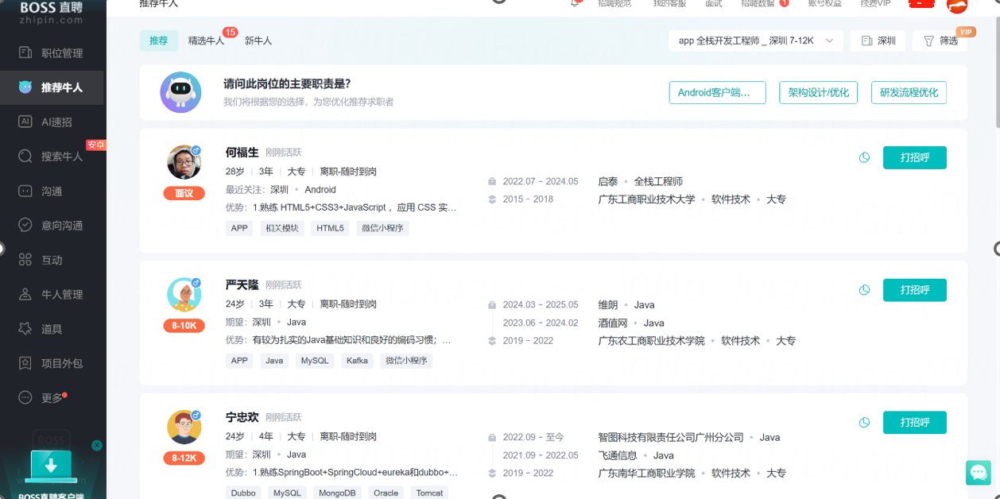 BOSS 直聘
zhipin.com
职位管理
推荐牛人
AI速招
搜索牛人
安卓
沟通
意向沟通
互动
牛人管理
道具
项目外包
更多
BOSS
BOSS直聘客户端
推荐牛人
招聘规范
我的客服
面试
招聘数据
1
账号权益
续费VIP
推荐
精选牛人
15
新牛人
app 全栈开发工程师 _ 深圳 7-12K
深圳
筛选
VIP
请问此岗位的主要职责是?
我们将根据您的选择，为您优化推荐求职者
Android客户端...
架构设计/优化
研发流程优化
何福生 刚刚活跃
28岁 3年 大专 离职-随时到岗
面议
最近关注： 深圳 • Android
优势： 1.熟练 HTML5+CSS3+JavaScript ，应用 CSS 实…
APP 相关模块 HTML5 微信小程序
2022.07 - 2024.05 启泰 • 全栈工程师
2015 - 2018 广东工商职业技术大学 • 软件技术 • 大专
打招呼
严天隆 刚刚活跃
24岁 3年 大专 离职-随时到岗
8-10K
期望： 深圳 • Java
优势： 有较为扎实的Java基础知识和良好的编码习惯；…
APP Java MySQL Kafka 微信小程序
2024.03 - 2025.05 维朗 • Java
2023.06 - 2024.02 酒值网 • Java
2019 - 2022 广东农工商职业技术学院 • 软件技术 • 大专
打招呼
宁忠欢 刚刚活跃
24岁 4年 大专 离职-随时到岗
8-12K
期望： 深圳 • Java
优势： 1.熟练SpringBoot+SpringCloud+eureka和dubbo+…
Dubbo MySQL MongoDB Oracle Tomcat
2022.09 - 至今 智图科技有限责任公司广州分公司 • Java
2021.09 - 2022.05 飞通信息 • Java
2019 - 2022 广东南华工商职业学院 • 软件技术 • 大专
打招呼